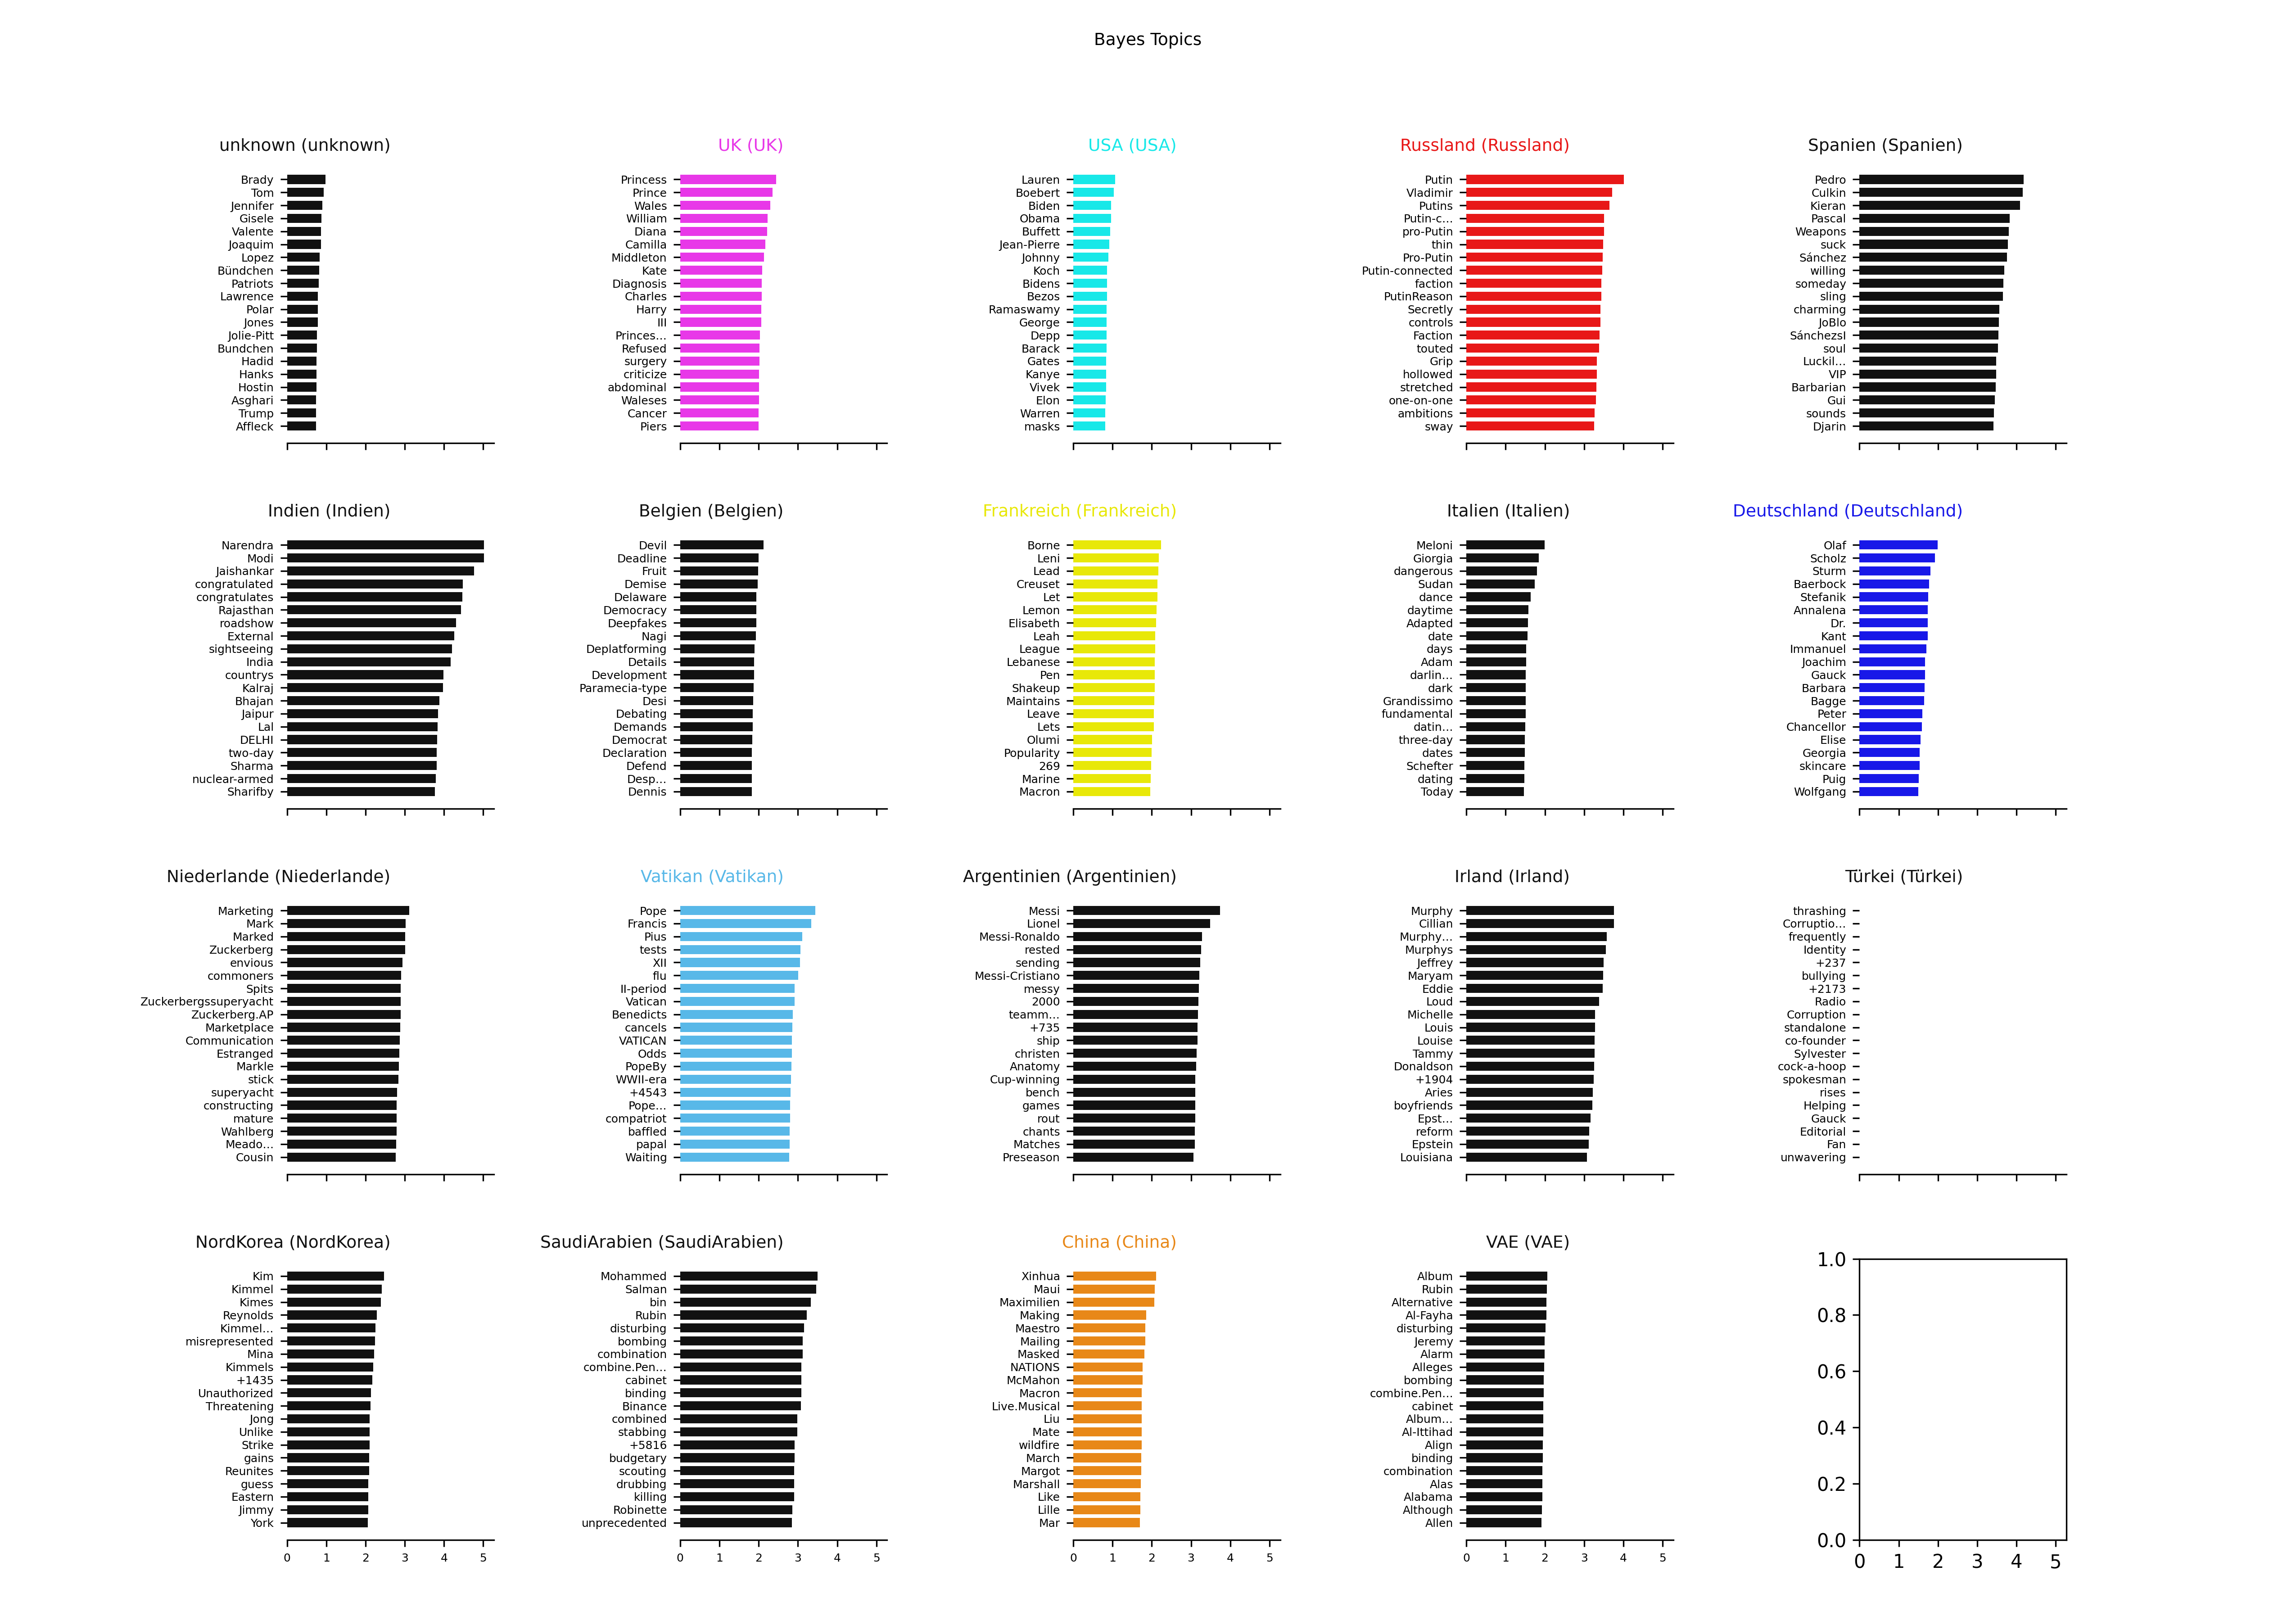 Bayes Topics
unknown (unknown)
Brady
Tom
Jennifer
Gisele
Valente
Joaquim
Lopez
Bündchen
Patriots
Lawrence
Polar
Jones
Jolie-Pitt
Bundchen
Hadid
Hanks
Hostin
Asghari
Trump
Affleck
UK (UK)
Princess
Prince
Wales
William
Diana
Camilla
Middleton
Kate
Diagnosis
Charles
Harry
III
Princes...
Refused
surgery
criticize
abdominal
Waleses
Cancer
Piers
USA (USA)
Lauren
Boebert
Biden
Obama
Buffett
Jean-Pierre
Johnny
Koch
Bidens
Bezos
Ramaswamy
George
Depp
Barack
Gates
Kanye
Vivek
Elon
Warren
masks
Russland (Russland)
Putin
Vladimir
Putins
Putin-c...
pro-Putin
thin
Pro-Putin
Putin-connected
faction
PutinReason
Secretly
controls
Faction
touted
Grip
hollowed
stretched
one-on-one
ambitions
sway
Spanien (Spanien)
Pedro
Culkin
Kieran
Pascal
Weapons
suck
Sánchez
willing
someday
sling
charming
JoBlo
SánchezsI
soul
Luckil...
VIP
Barbarian
Gui
sounds
Djarin
Indien (Indien)
Narendra
Modi
Jaishankar
congratulated
congratulates
Rajasthan
roadshow
External
sightseeing
India
countrys
Kalraj
Bhajan
Jaipur
Lal
DELHI
two-day
Sharma
nuclear-armed
Sharifby
Belgien (Belgien)
Devil
Deadline
Fruit
Demise
Delaware
Democracy
Deepfakes
Nagi
Deplatforming
Details
Development
Paramecia-type
Desi
Debating
Demands
Democrat
Declaration
Defend
Desp...
Dennis
Frankreich (Frankreich)
Borne
Leni
Lead
Creuset
Let
Lemon
Elisabeth
Leah
League
Lebanese
Pen
Shakeup
Maintains
Leave
Lets
Olumi
Popularity
269
Marine
Macron
Italien (Italien)
Meloni
Giorgia
dangerous
Sudan
dance
daytime
Adapted
date
days
Adam
darlin...
dark
Grandissimo
fundamental
datin...
three-day
dates
Schefter
dating
Today
Deutschland (Deutschland)
Olaf
Scholz
Sturm
Baerbock
Stefanik
Annalena
Dr.
Kant
Immanuel
Joachim
Gauck
Barbara
Bagge
Peter
Chancellor
Elise
Georgia
skincare
Puig
Wolfgang
Niederlande (Niederlande)
Marketing
Mark
Marked
Zuckerberg
envious
commoners
Spits
Zuckerbergssuperyacht
Zuckerberg.AP
Marketplace
Communication
Estranged
Markle
stick
superyacht
constructing
mature
Wahlberg
Meado...
Cousin
Vatikan (Vatikan)
Pope
Francis
Pius
tests
XII
flu
II-period
Vatican
Benedicts
cancels
VATICAN
Odds
PopeBy
WWII-era
+4543
Pope...
compatriot
baffled
papal
Waiting
Argentinien (Argentinien)
Messi
Lionel
Messi-Ronaldo
rested
sending
Messi-Cristiano
messy
2000
teamm...
+735
ship
christen
Anatomy
Cup-winning
bench
games
rout
chants
Matches
Preseason
Irland (Irland)
Murphy
Cillian
Murphy...
Murphys
Jeffrey
Maryam
Eddie
Loud
Michelle
Louis
Louise
Tammy
Donaldson
+1904
Aries
boyfriends
Epst...
reform
Epstein
Louisiana
Türkei (Türkei)
thrashing
Corruptio...
frequently
Identity
+237
bullying
+2173
Radio
Corruption
standalone
co-founder
Sylvester
cock-a-hoop
spokesman
rises
Helping
Gauck
Editorial
Fan
unwavering
NordKorea (NordKorea)
Kim
Kimmel
Kimes
Reynolds
Kimmel...
misrepresented
Mina
Kimmels
+1435
Unauthorized
Threatening
Jong
Unlike
Strike
gains
Reunites
guess
Eastern
Jimmy
York
0 1 2 3 4 5
SaudiArabien (SaudiArabien)
Mohammed
Salman
bin
Rubin
disturbing
bombing
combination
combine.Pen...
cabinet
binding
Binance
combined
stabbing
+5816
budgetary
scouting
drubbing
killing
Robinette
unprecedented
0 1 2 3 4 5
China (China)
Xinhua
Maui
Maximilien
Making
Maestro
Mailing
Masked
NATIONS
McMahon
Macron
Live.Musical
Liu
Mate
wildfire
March
Margot
Marshall
Like
Lille
Mar
0 1 2 3 4 5
VAE (VAE)
Album
Rubin
Alternative
Al-Fayha
disturbing
Jeremy
Alarm
Alleges
bombing
combine.Pen...
cabinet
Album...
Al-Ittihad
Align
binding
combination
Alas
Alabama
Although
Allen
0 1 2 3 4 5
1.0
0.8
0.6
0.4
0.2
0.0
0 1 2 3 4 5